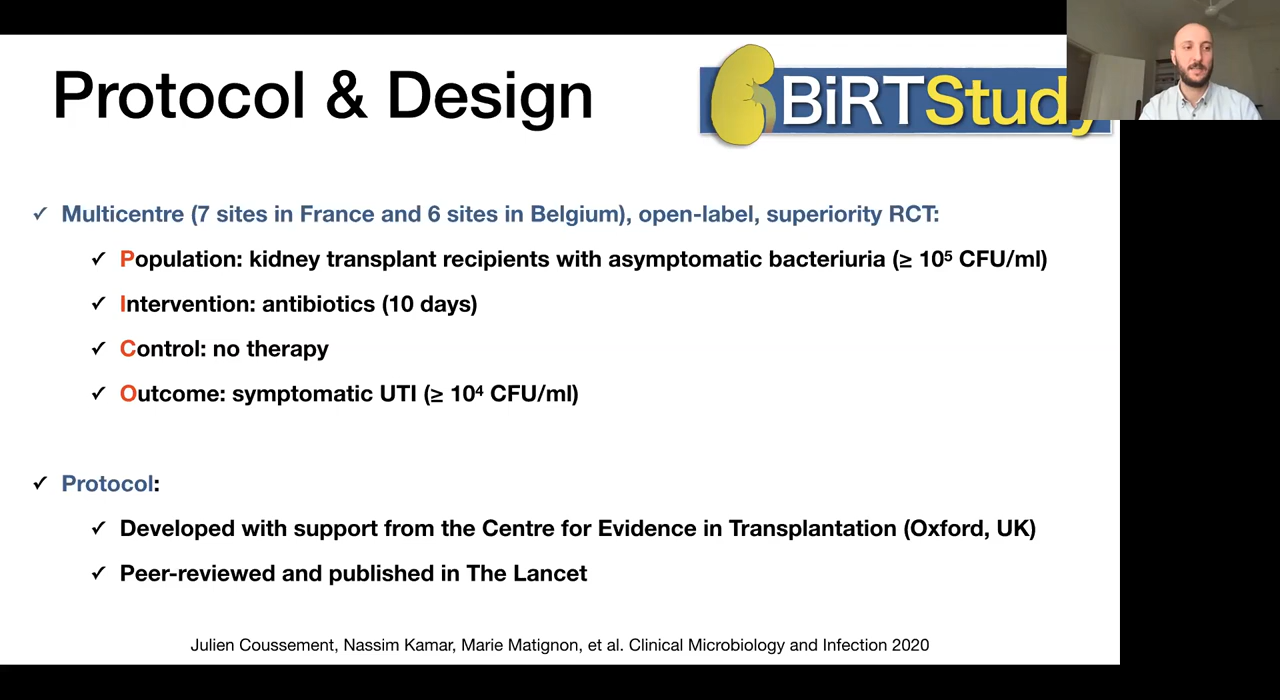 Protocol & Design
BiRTStudy
✓ Multicentre (7 sites in France and 6 sites in Belgium), open-label, superiority RCT:
✓ Population: kidney transplant recipients with asymptomatic bacteriuria (≥ 10⁵ CFU/ml)
✓ Intervention: antibiotics (10 days)
✓ Control: no therapy
✓ Outcome: symptomatic UTI (≥ 10⁴ CFU/ml)
✓ Protocol:
✓ Developed with support from the Centre for Evidence in Transplantation (Oxford, UK)
✓ Peer-reviewed and published in The Lancet
Julien Coussement, Nassim Kamar, Marie Matignon, et al. Clinical Microbiology and Infection 2020